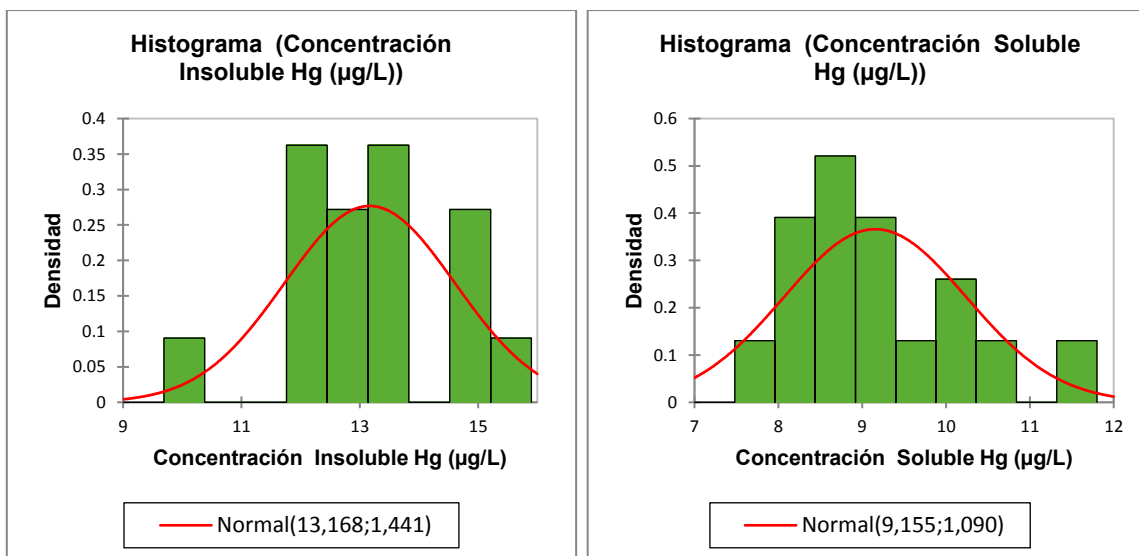 Histograma (Concentración
Insoluble Hg (µg/L))
0.4
0.35
0.3
0.25
0.2
0.15
0.1
0.05
0
Densidad
9
11
13
15
Concentración Insoluble Hg (µg/L)
Normal(13,168;1,441)
Histograma (Concentración Soluble
Hg (µg/L))
0.6
0.5
0.4
0.3
0.2
0.1
0
Densidad
7
8
9
10
11
12
Concentración Soluble Hg (µg/L)
Normal(9,155;1,090)